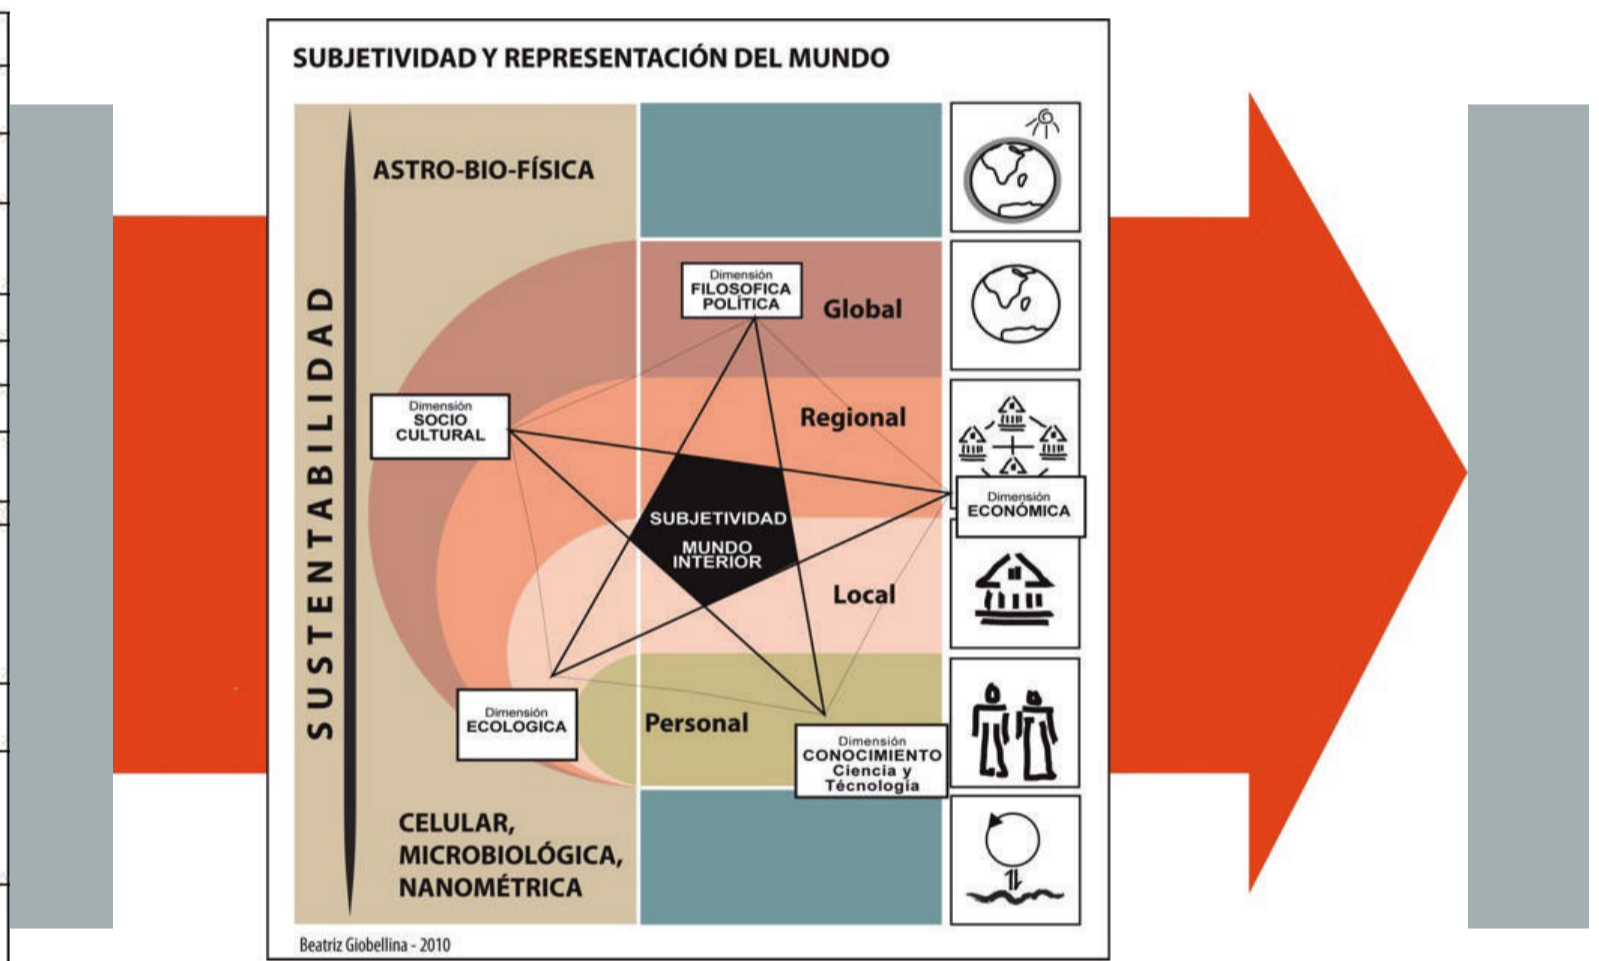 SUBJETIVIDAD Y REPRESENTACIÓN DEL MUNDO
SUSTENTABILIDAD
ASTRO-BIO-FÍSICA
Dimensión
FILOSOFICA
POLÍTICA
Global
Dimensión
SOCIO
CULTURAL
Regional
Dimensión
ECONÓMICA
SUBJETIVIDAD
MUNDO
INTERIOR
Local
Dimensión
ECOLOGICA
Personal
Dimensión
CONOCIMIENTO
Ciencia y
Técnología
CELULAR,
MICROBIOLÓGICA,
NANOMÉTRICA
Beatriz Giobellina - 2010